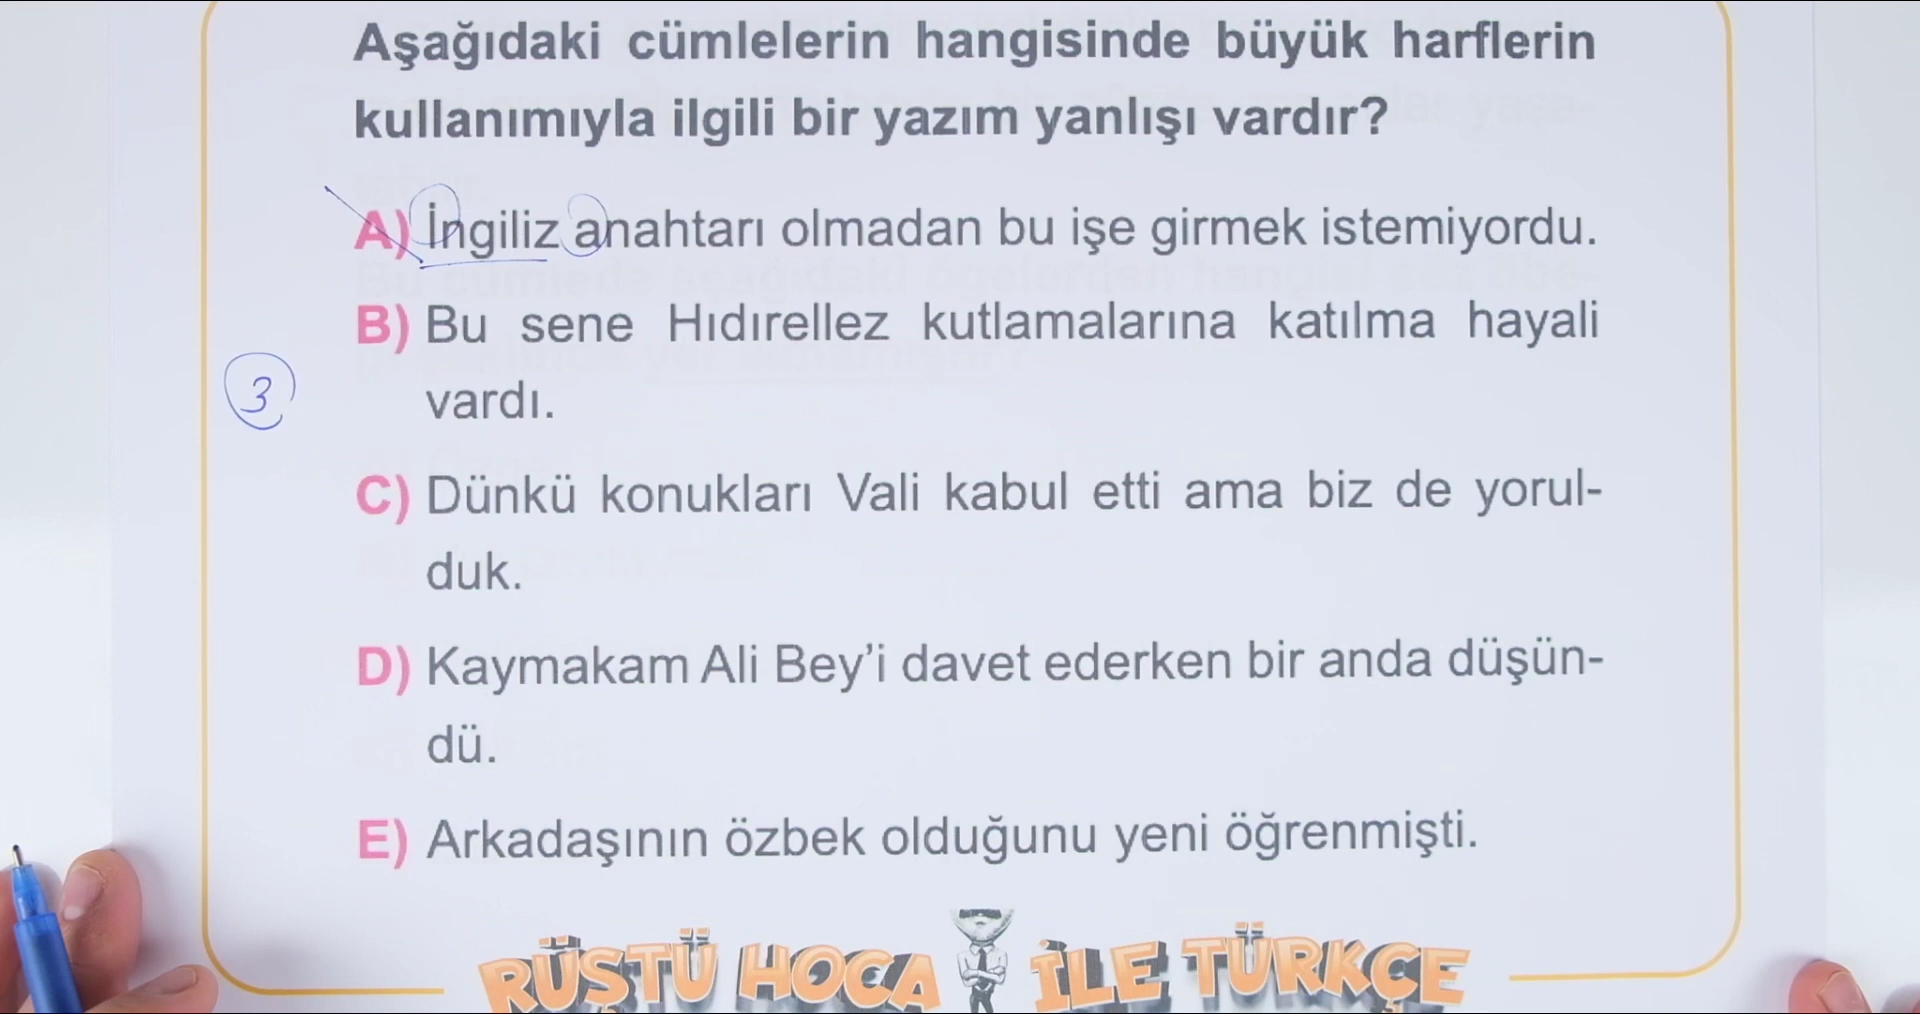 Aşağıdaki cümlelerin hangisinde büyük harflerin
kullanımıyla ilgili bir yazım yanlışı vardır?
A) İngiliz anahtarı olmadan bu işe girmek istemiyordu.
B) Bu sene Hıdırellez kutlamalarına katılma hayali
vardı.
3
C) Dünkü konukları Vali kabul etti ama biz de yorul-
duk.
D) Kaymakam Ali Bey’i davet ederken bir anda düşün-
dü.
E) Arkadaşının özbek olduğunu yeni öğrenmişti.
RÜŞTÜ HOCA İLE TÜRKÇE